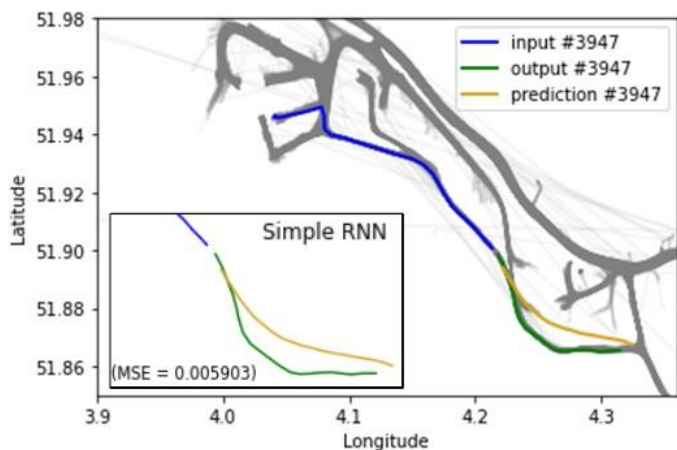 51.98
51.96
51.94
51.92
51.90
51.88
51.86
Latitude
input #3947
output #3947
prediction #3947
Simple RNN
(MSE = 0.005903)
3.9 4.0 4.1 4.2 4.3
Longitude